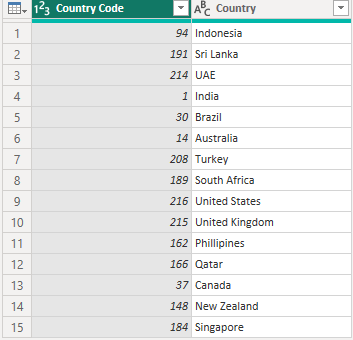 1²3 Country Code ABC Country
1 94 Indonesia
2 191 Sri Lanka
3 214 UAE
4 1 India
5 30 Brazil
6 14 Australia
7 208 Turkey
8 189 South Africa
9 216 United States
10 215 United Kingdom
11 162 Phillipines
12 166 Qatar
13 37 Canada
14 148 New Zealand
15 184 Singapore